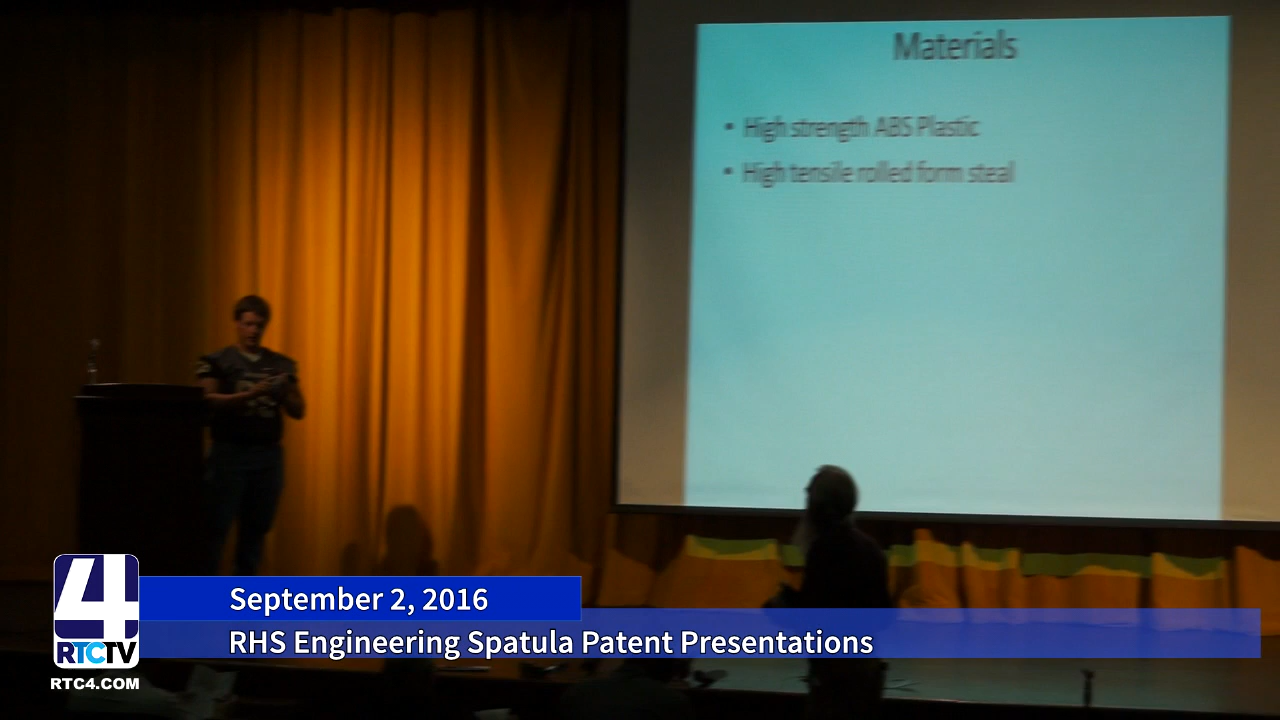 Materials
• High strength ABS Plastic
• High tensile rolled form steal
September 2, 2016
RHS Engineering Spatula Patent Presentations
4
RTCTV
RTC4.COM